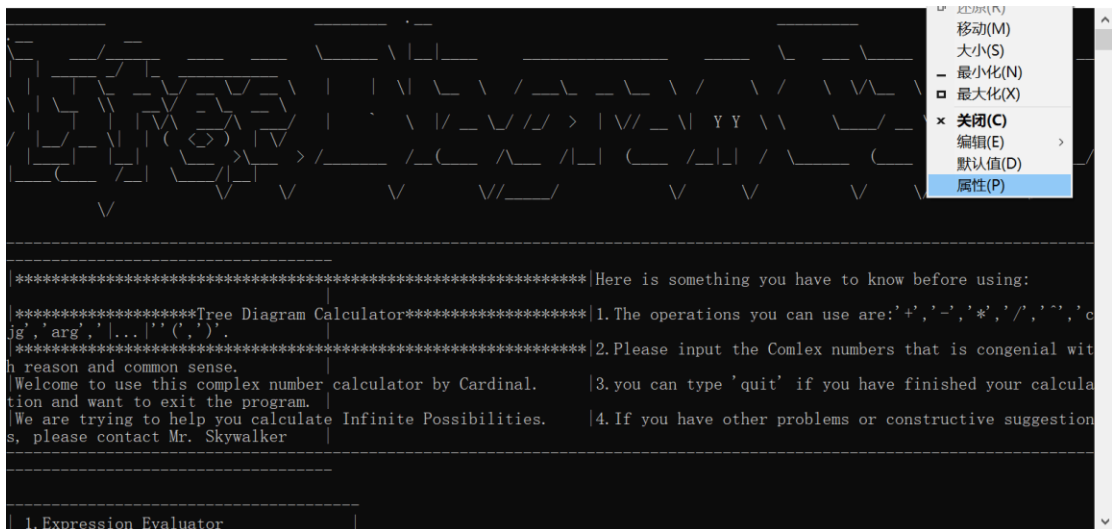 还原(R)
移动(M)
大小(S)
最小化(N)
最大化(X)
关闭(C)
编辑(E)
默认值(D)
属性(P)
|*****************************************************************|Here is something you have to know before using:
|********************Tree Diagram Calculator********************|1.The operations you can use are:'+','-','*','/','^','c
jg','arg','|...|''(',')'.
|*****************************************************************|2.Please input the Comlex numbers that is congenial wit
h reason and common sense.
|Welcome to use this complex number calculator by Cardinal. |3.you can type 'quit' if you have finished your calcula
tion and want to exit the program. |
|We are trying to help you calculate Infinite Possibilities. |4.If you have other problems or constructive suggestion
s, please contact Mr. Skywalker |
| 1.Expression Evaluator |